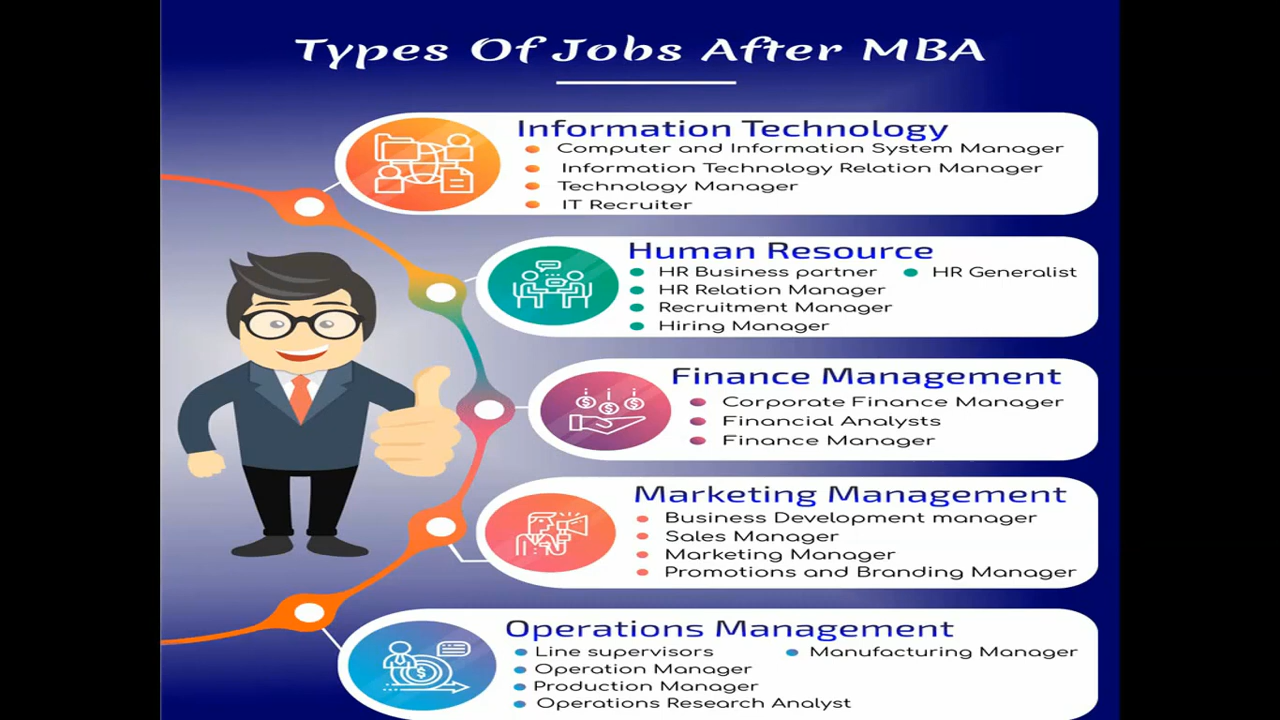 Types Of Jobs After MBA
Information Technology
Computer and Information System Manager
Information Technology Relation Manager
Technology Manager
IT Recruiter
Human Resource
HR Business partner HR Generalist
HR Relation Manager
Recruitment Manager
Hiring Manager
Finance Management
Corporate Finance Manager
Financial Analysts
Finance Manager
Marketing Management
Business Development manager
Sales Manager
Marketing Manager
Promotions and Branding Manager
Operations Management
Line supervisors Manufacturing Manager
Operation Manager
Production Manager
Operations Research Analyst